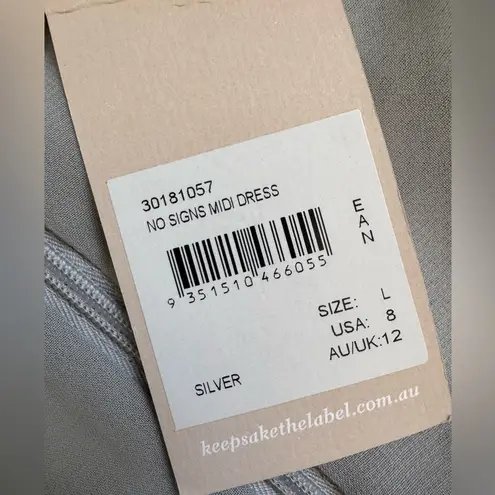 30181057
NO SIGNS MIDI DRESS
EAN
9 351510 466055
SIZE: L
USA: 8
AU/UK:12
SILVER
keepsakethelabel.com.au